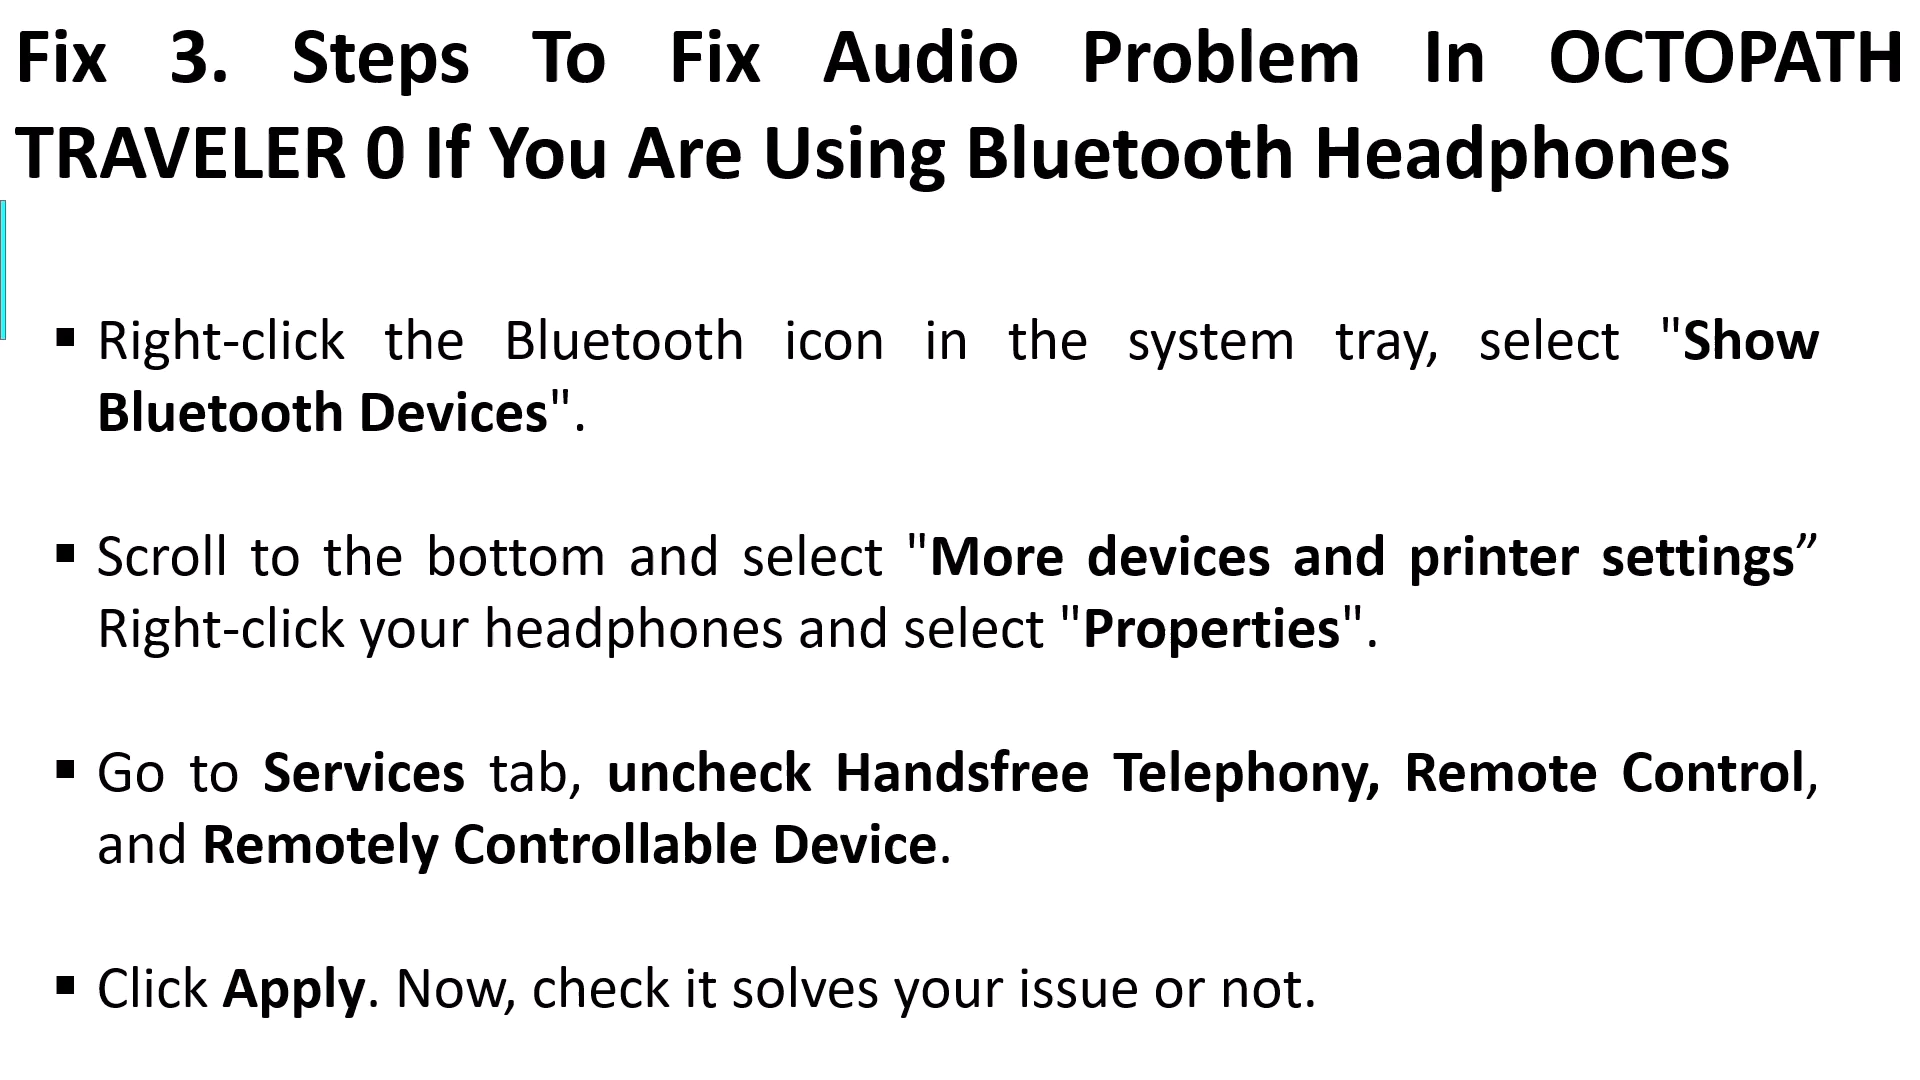 Fix 3. Steps To Fix Audio Problem In OCTOPATH
TRAVELER 0 If You Are Using Bluetooth Headphones
▪ Right-click the Bluetooth icon in the system tray, select "Show
Bluetooth Devices".
▪ Scroll to the bottom and select "More devices and printer settings”
Right-click your headphones and select "Properties".
▪ Go to Services tab, uncheck Handsfree Telephony, Remote Control,
and Remotely Controllable Device.
▪ Click Apply. Now, check it solves your issue or not.